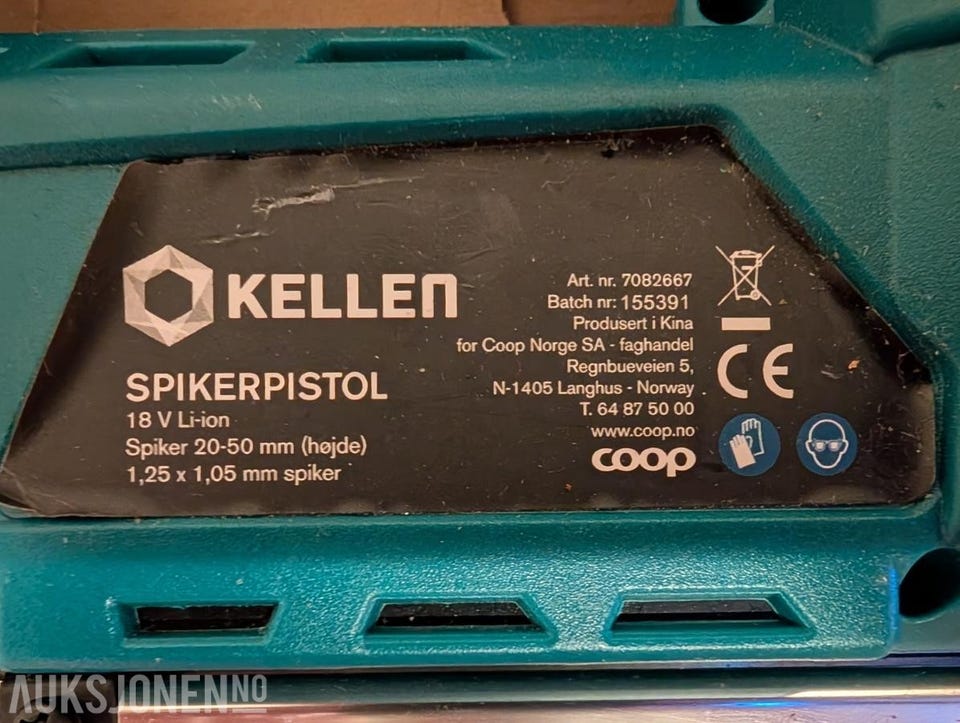 KELLEN
SPIKERPISTOL
18 V Li-ion
Spiker 20-50 mm (højde)
1,25 x 1,05 mm spiker
Art. nr. 7082667
Batch nr: 155391
Produsert i Kina
for Coop Norge SA - faghandel
Regnbueveien 5,
N-1405 Langhus - Norway
T. 64 87 50 00
www.coop.no
coop
CE
AUKSJONEN.NO